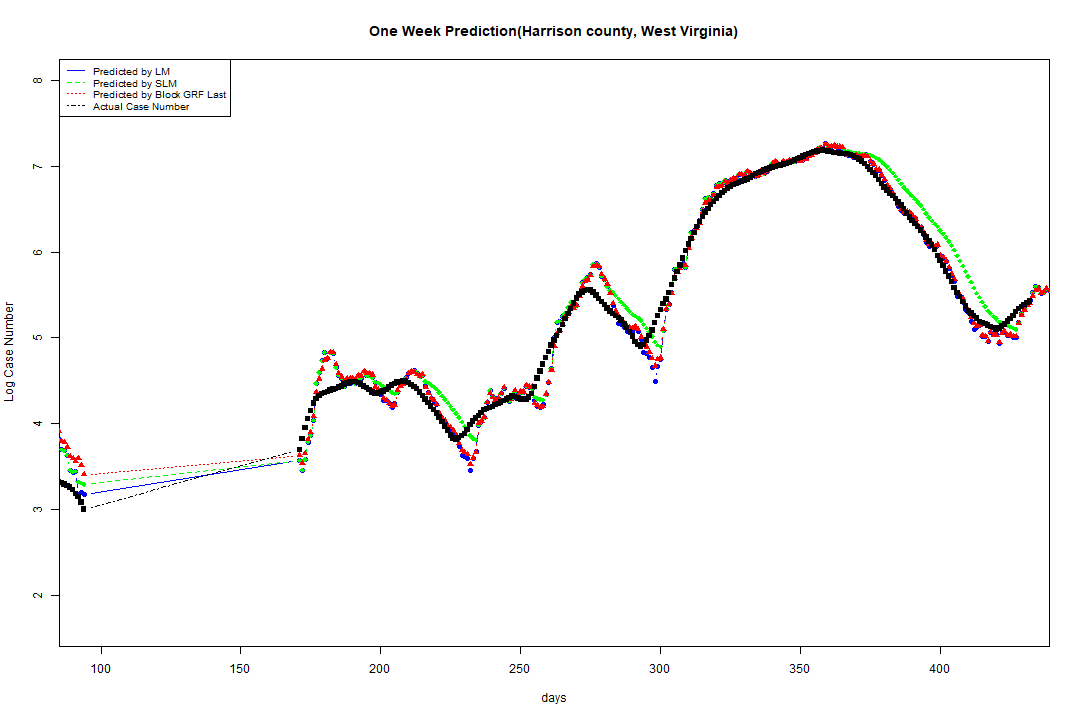 One Week Prediction(Harrison county, West Virginia)
Predicted by LM
Predicted by SLM
Predicted by Block GRF Last
Actual Case Number
8
7
6
5
4
3
2
Log Case Number
100 150 200 250 300 350 400
days